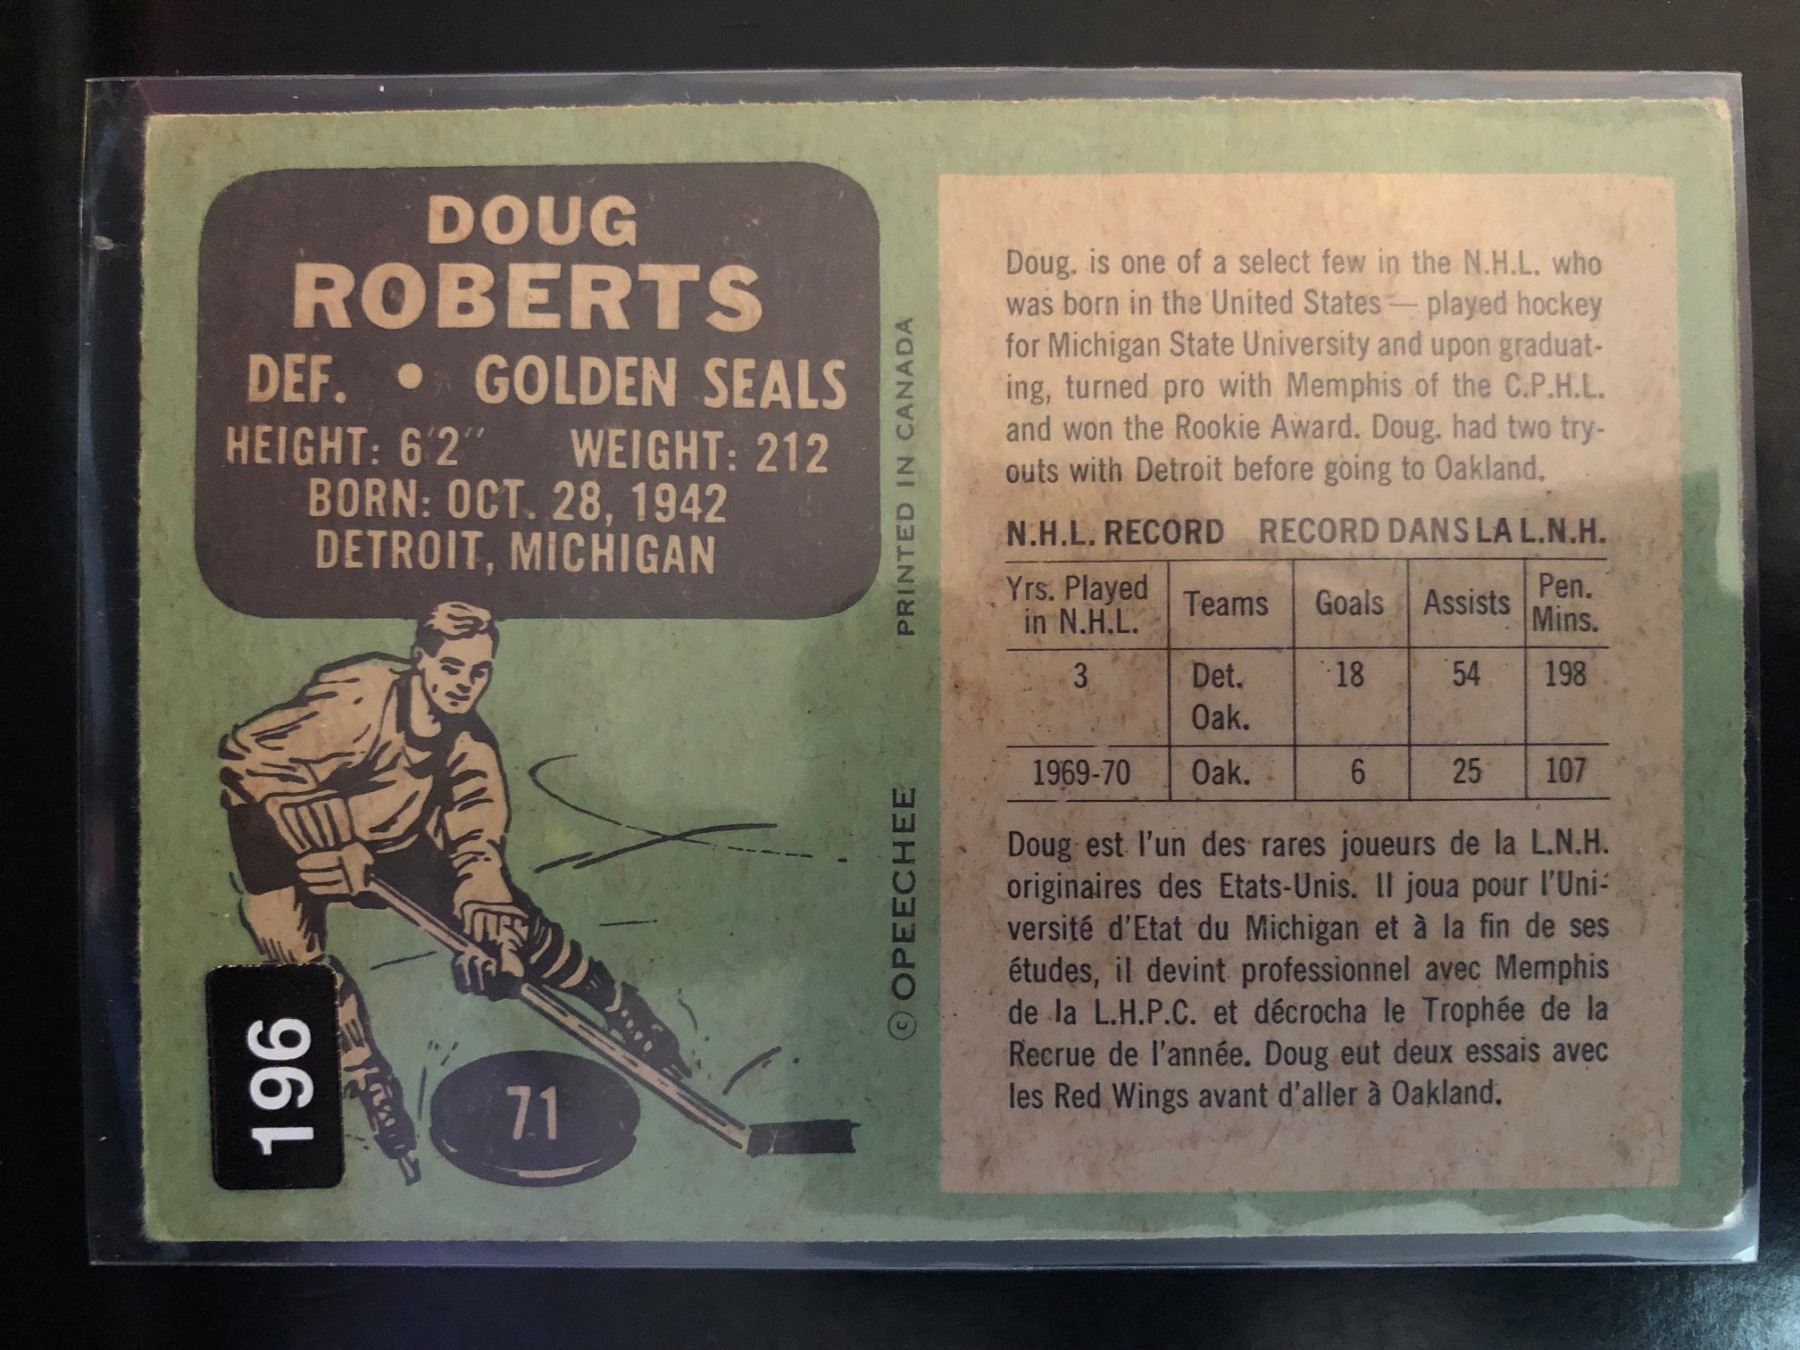 DOUG
ROBERTS
DEF. • GOLDEN SEALS
HEIGHT: 6'2" WEIGHT: 212
BORN: OCT. 28, 1942
DETROIT, MICHIGAN
196
71
© OPEECHEE PRINTED IN CANADA
Doug. is one of a select few in the N.H.L. who
was born in the United States — played hockey
for Michigan State University and upon graduat-
ing, turned pro with Memphis of the C.P.H.L.
and won the Rookie Award. Doug. had two try-
outs with Detroit before going to Oakland.
N.H.L. RECORD RECORD DANS LA L.N.H.
Yrs. Played in N.H.L. Teams Goals Assists Pen. Mins.
3 Det. Oak. 18 54 198
1969-70 Oak. 6 25 107
Doug est l'un des rares joueurs de la L.N.H.
originaires des Etats-Unis. Il joua pour l'Uni-
versité d'Etat du Michigan et à la fin de ses
études, il devint professionnel avec Memphis
de la L.H.P.C. et décrocha le Trophée de la
Recrue de l'année. Doug eut deux essais avec
les Red Wings avant d'aller à Oakland.